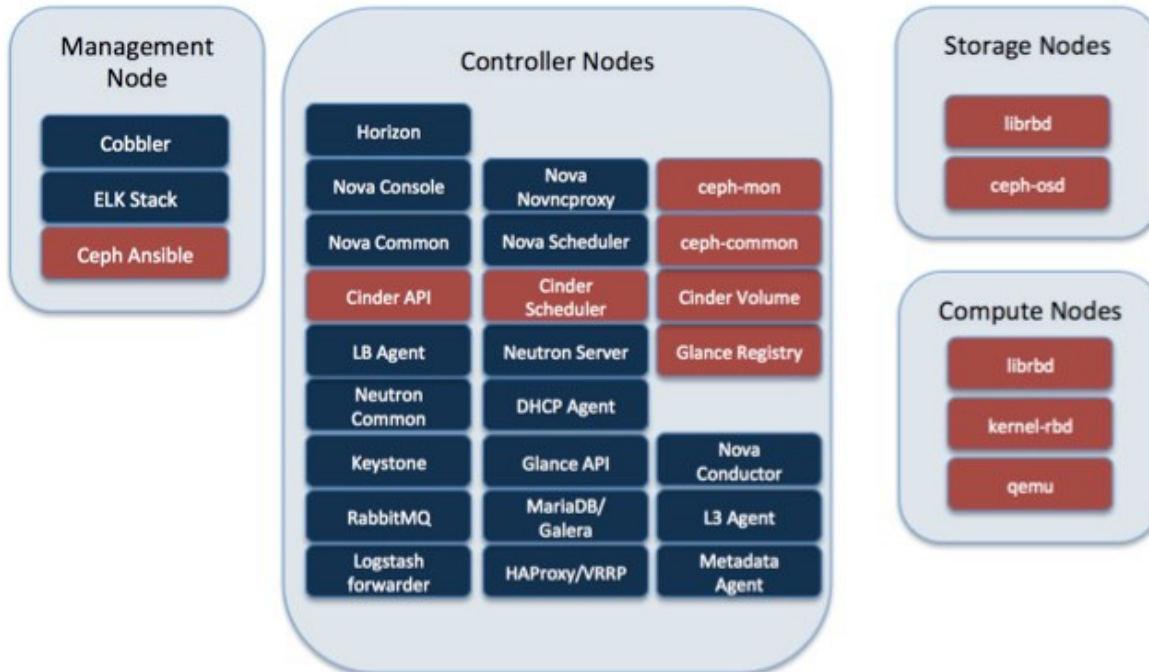 Management
Node
Cobbler
ELK Stack
Ceph Ansible
Controller Nodes
Horizon
Nova Console
Nova
Novncproxy
ceph-mon
Nova Common
Nova Scheduler
ceph-common
Cinder API
Cinder
Scheduler
Cinder Volume
LB Agent
Neutron Server
Glance Registry
Neutron
Common
DHCP Agent
Keystone
Glance API
Nova
Conductor
RabbitMQ
MariaDB/
Galera
L3 Agent
Logstash
forwarder
HAProxy/VRRP
Metadata
Agent
Storage Nodes
librbd
ceph-osd
Compute Nodes
librbd
kernel-rbd
qemu